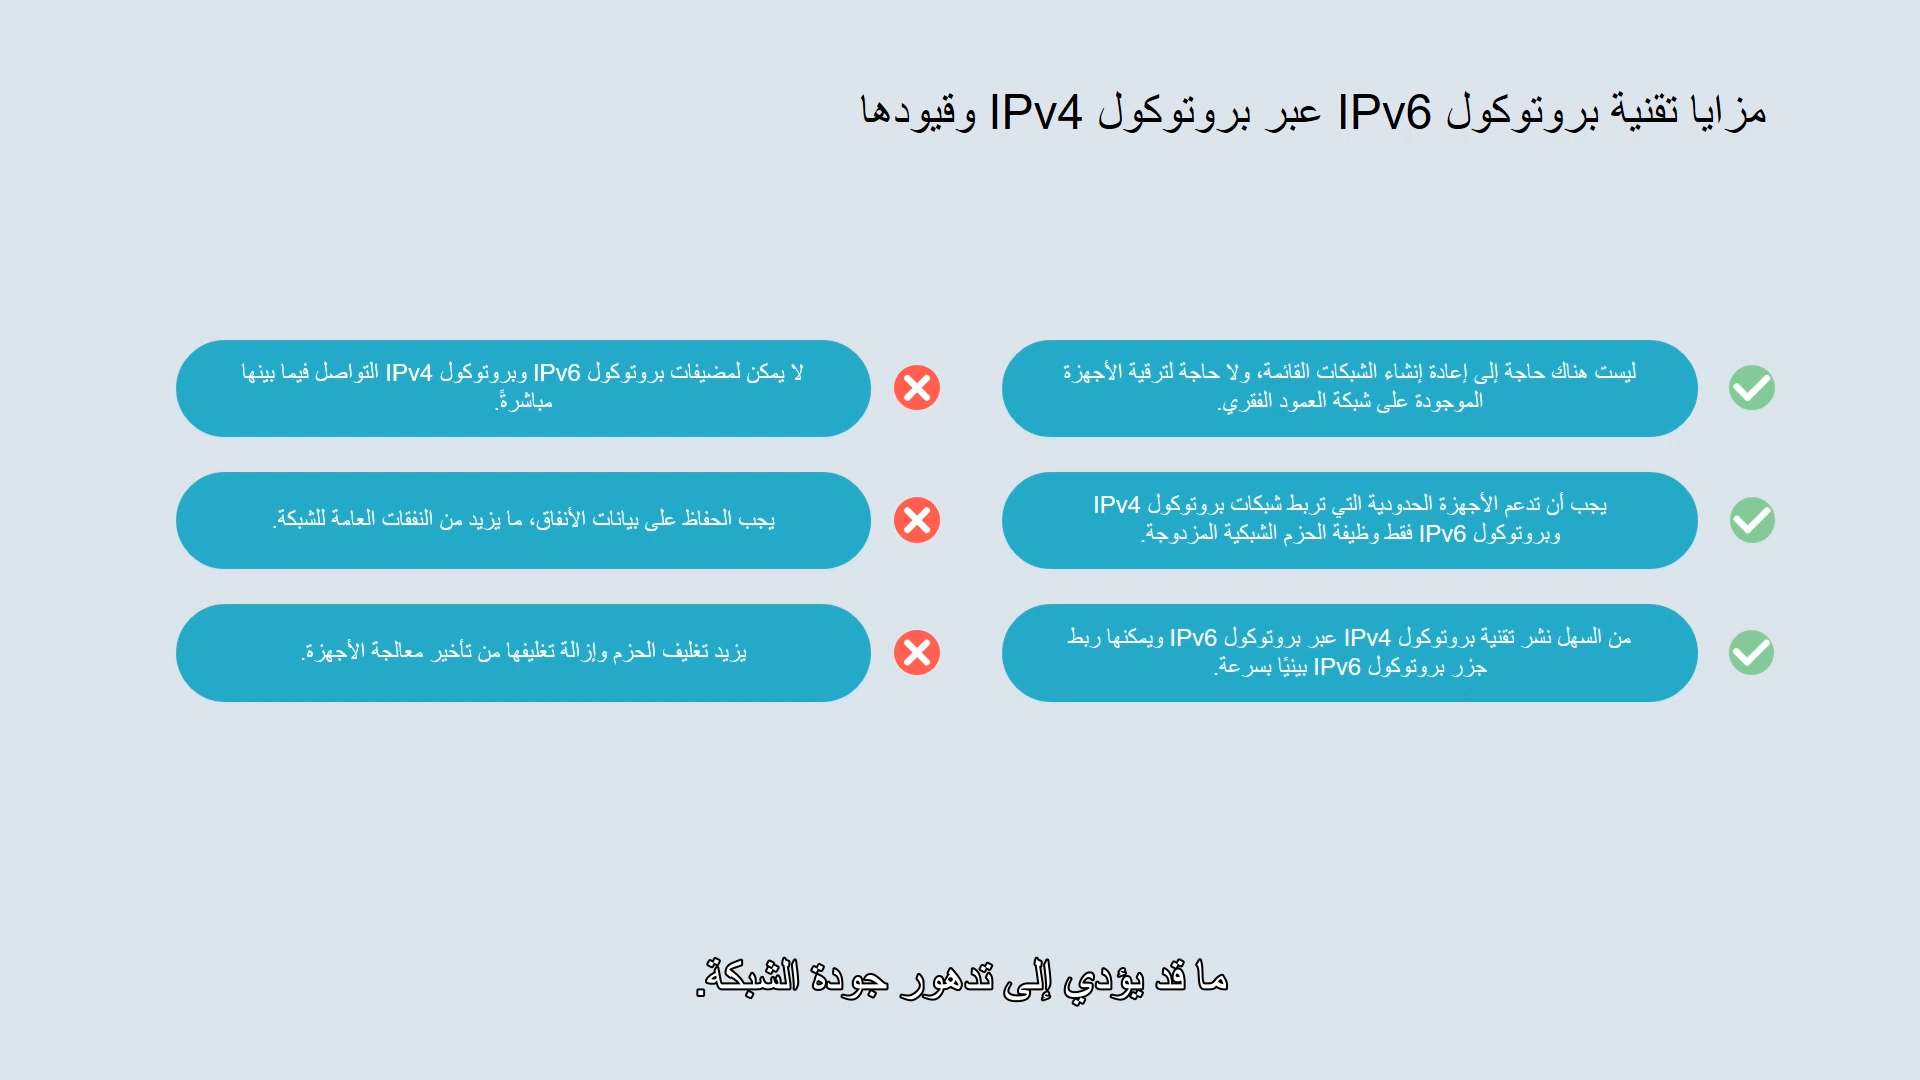 مزايا تقنية بروتوكول IPv6 عبر بروتوكول IPv4 وقيودها
ليست هناك حاجة إلى إعادة إنشاء الشبكات القائمة، ولا حاجة لترقية الأجهزة
الموجودة على شبكة العمود الفقري.
يجب أن تدعم الأجهزة الحدودية التي تربط شبكات بروتوكول IPv4
وبروتوكول IPv6 فقط وظيفة الحزم الشبكية المزدوجة.
من السهل نشر تقنية بروتوكول IPv4 عبر بروتوكول IPv6 ويمكنها ربط
جزر بروتوكول IPv6 بينيًا بسرعة.
لا يمكن لمضيفات بروتوكول IPv6 وبروتوكول IPv4 التواصل فيما بينها
مباشرةً.
يجب الحفاظ على بيانات الأنفاق، ما يزيد من النفقات العامة للشبكة.
يزيد تغليف الحزم وإزالة تغليفها من تأخير معالجة الأجهزة.
ما قد يؤدي إلى تدهور جودة الشبكة.